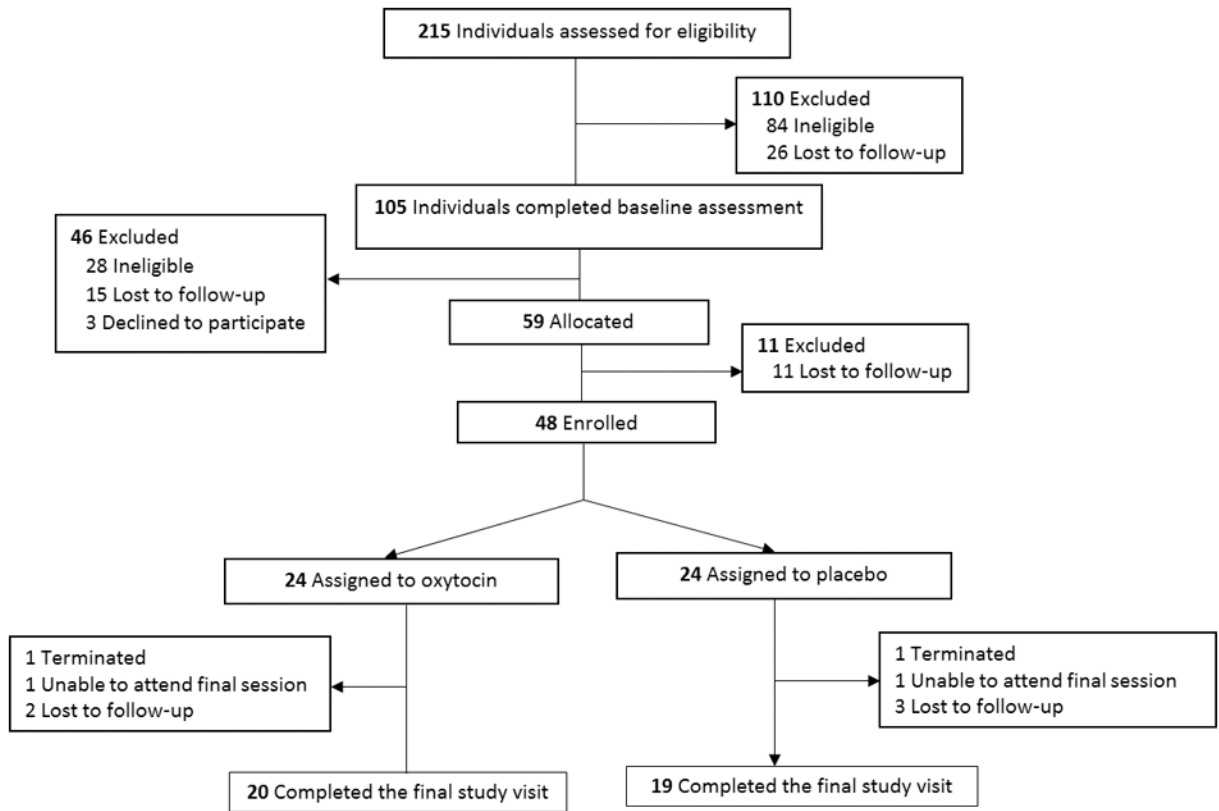 215 Individuals assessed for eligibility
110 Excluded
84 Ineligible
26 Lost to follow-up
105 Individuals completed baseline assessment
46 Excluded
28 Ineligible
15 Lost to follow-up
3 Declined to participate
59 Allocated
11 Excluded
11 Lost to follow-up
48 Enrolled
24 Assigned to oxytocin
24 Assigned to placebo
1 Terminated
1 Unable to attend final session
2 Lost to follow-up
1 Terminated
1 Unable to attend final session
3 Lost to follow-up
20 Completed the final study visit
19 Completed the final study visit